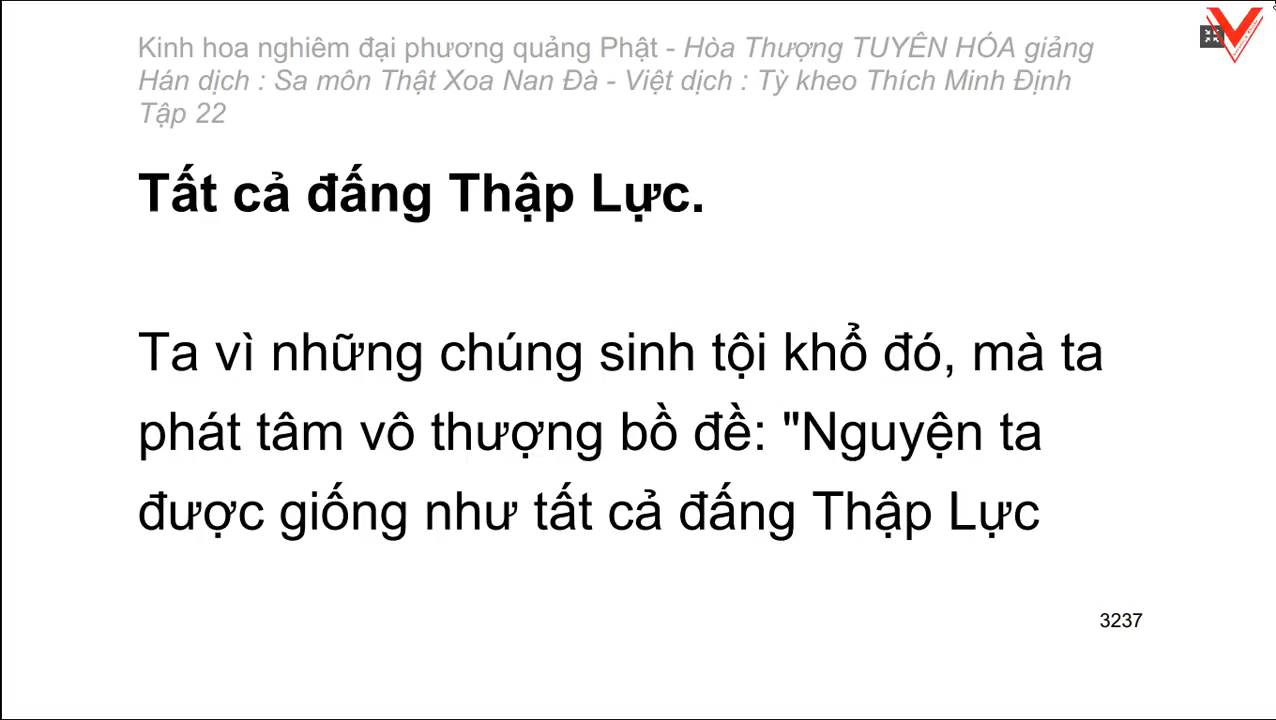 Kinh hoa nghiêm đại phương quảng Phật - Hòa Thượng TUYÊN HÓA giảng
Hán dịch : Sa môn Thật Xoa Nan Đà - Việt dịch : Tỳ kheo Thích Minh Định
Tập 22
Tất cả đấng Thập Lực.
Ta vì những chúng sinh tội khổ đó, mà ta
phát tâm vô thượng bồ đề: "Nguyện ta
được giống như tất cả đấng Thập Lực
3237